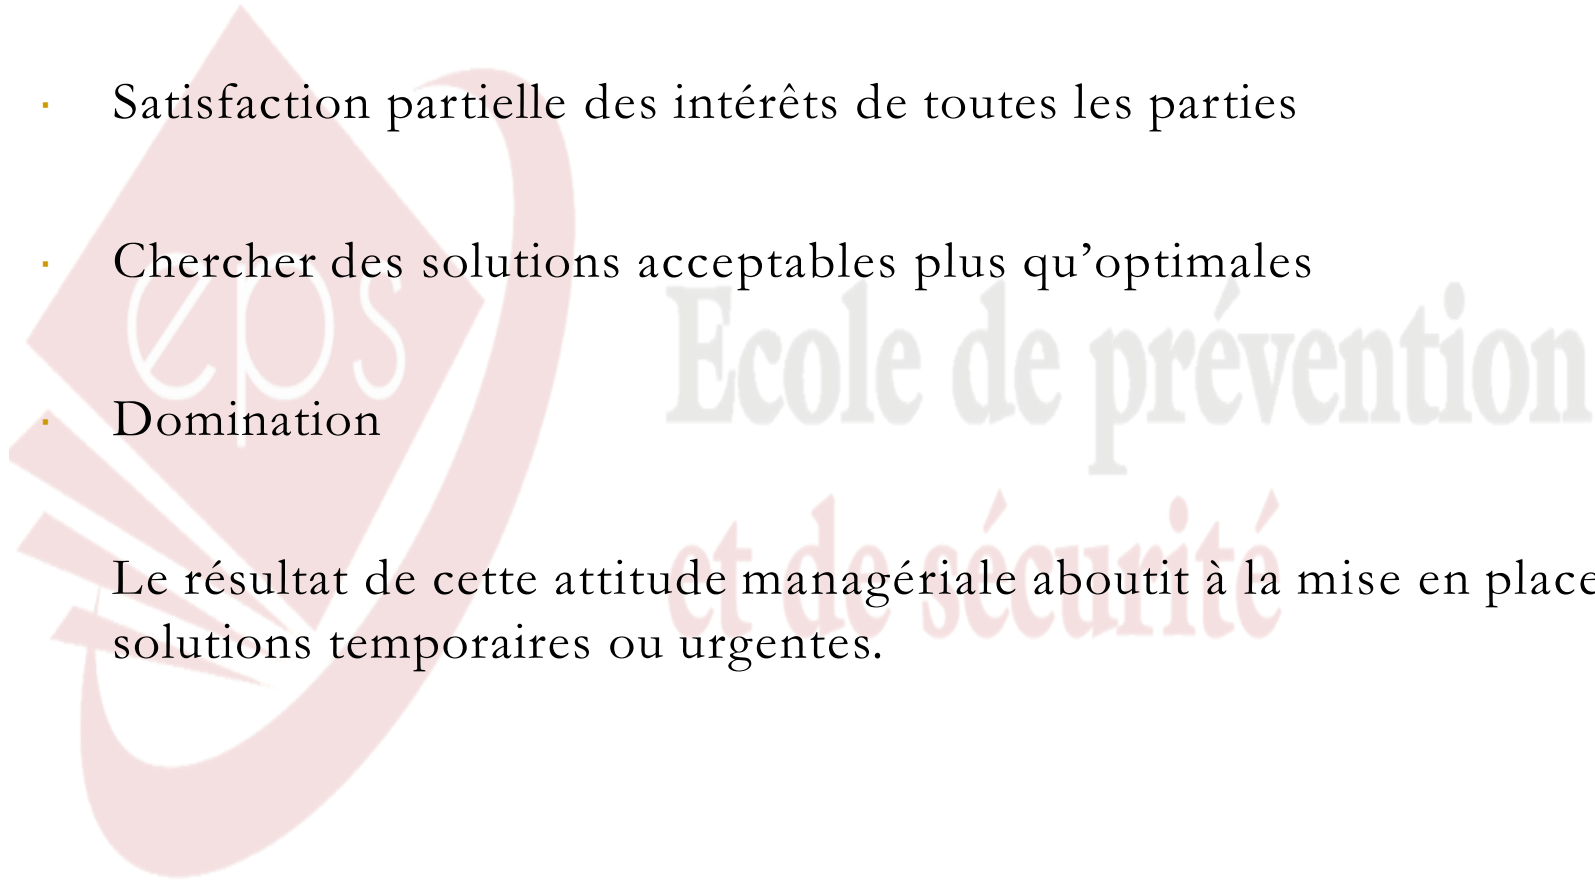 · Satisfaction partielle des intérêts de toutes les parties
· Chercher des solutions acceptables plus qu’optimales
eps
Ecole de prévention
· Domination
et de sécurité
Le résultat de cette attitude managériale aboutit à la mise en place
solutions temporaires ou urgentes.